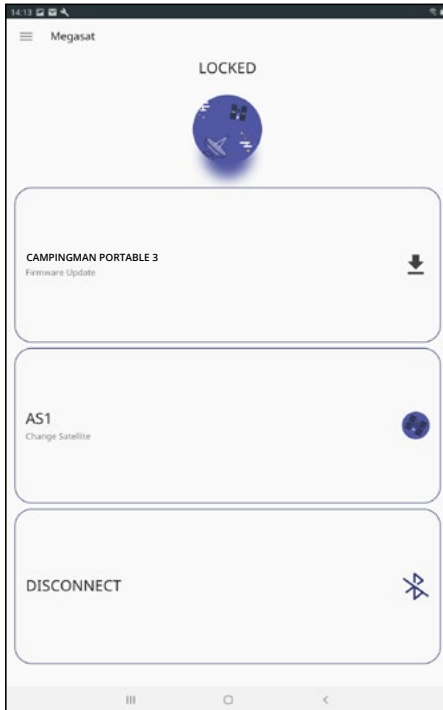 14:13
Megasat
LOCKED
CAMPINGMAN PORTABLE 3
Firmware Update
AS1
Change Satellite
DISCONNECT